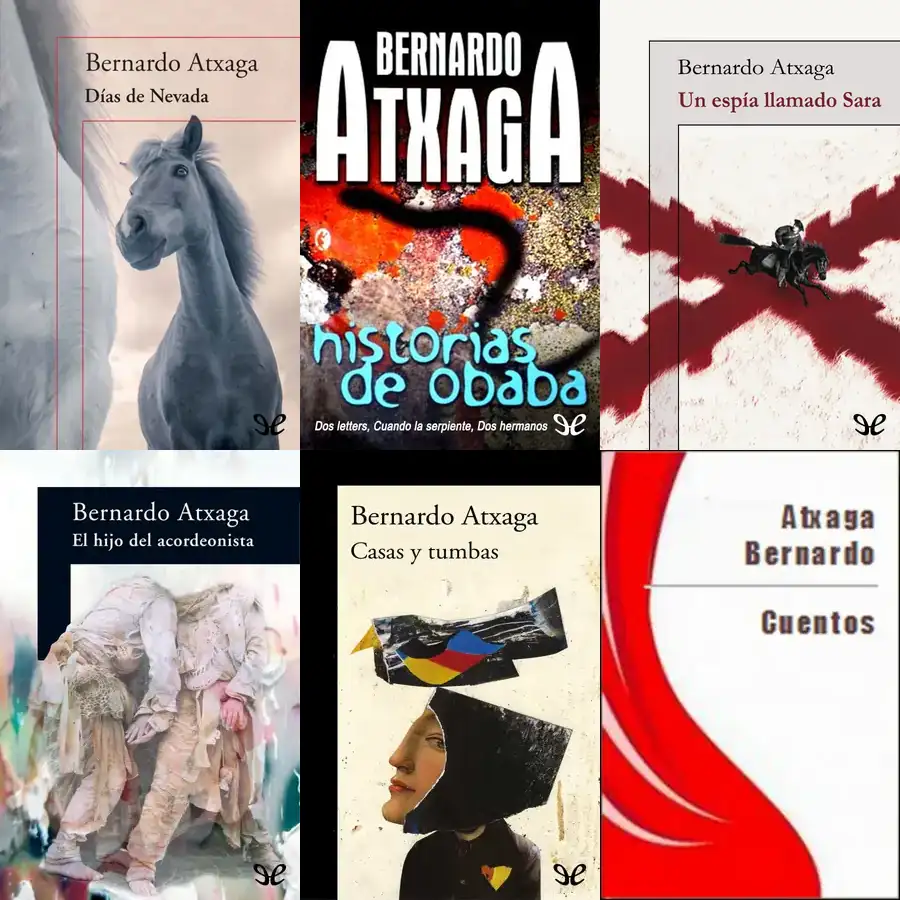 Bernardo Atxaga
Días de Nevada
BERNARDO
ATXAGA
historias
de obaba
Dos letters, Cuando la serpiente, Dos hermanos
Bernardo Atxaga
Un espía llamado Sara
Bernardo Atxaga
El hijo del acordeonista
Bernardo Atxaga
Casas y tumbas
Atxaga
Bernardo
Cuentos